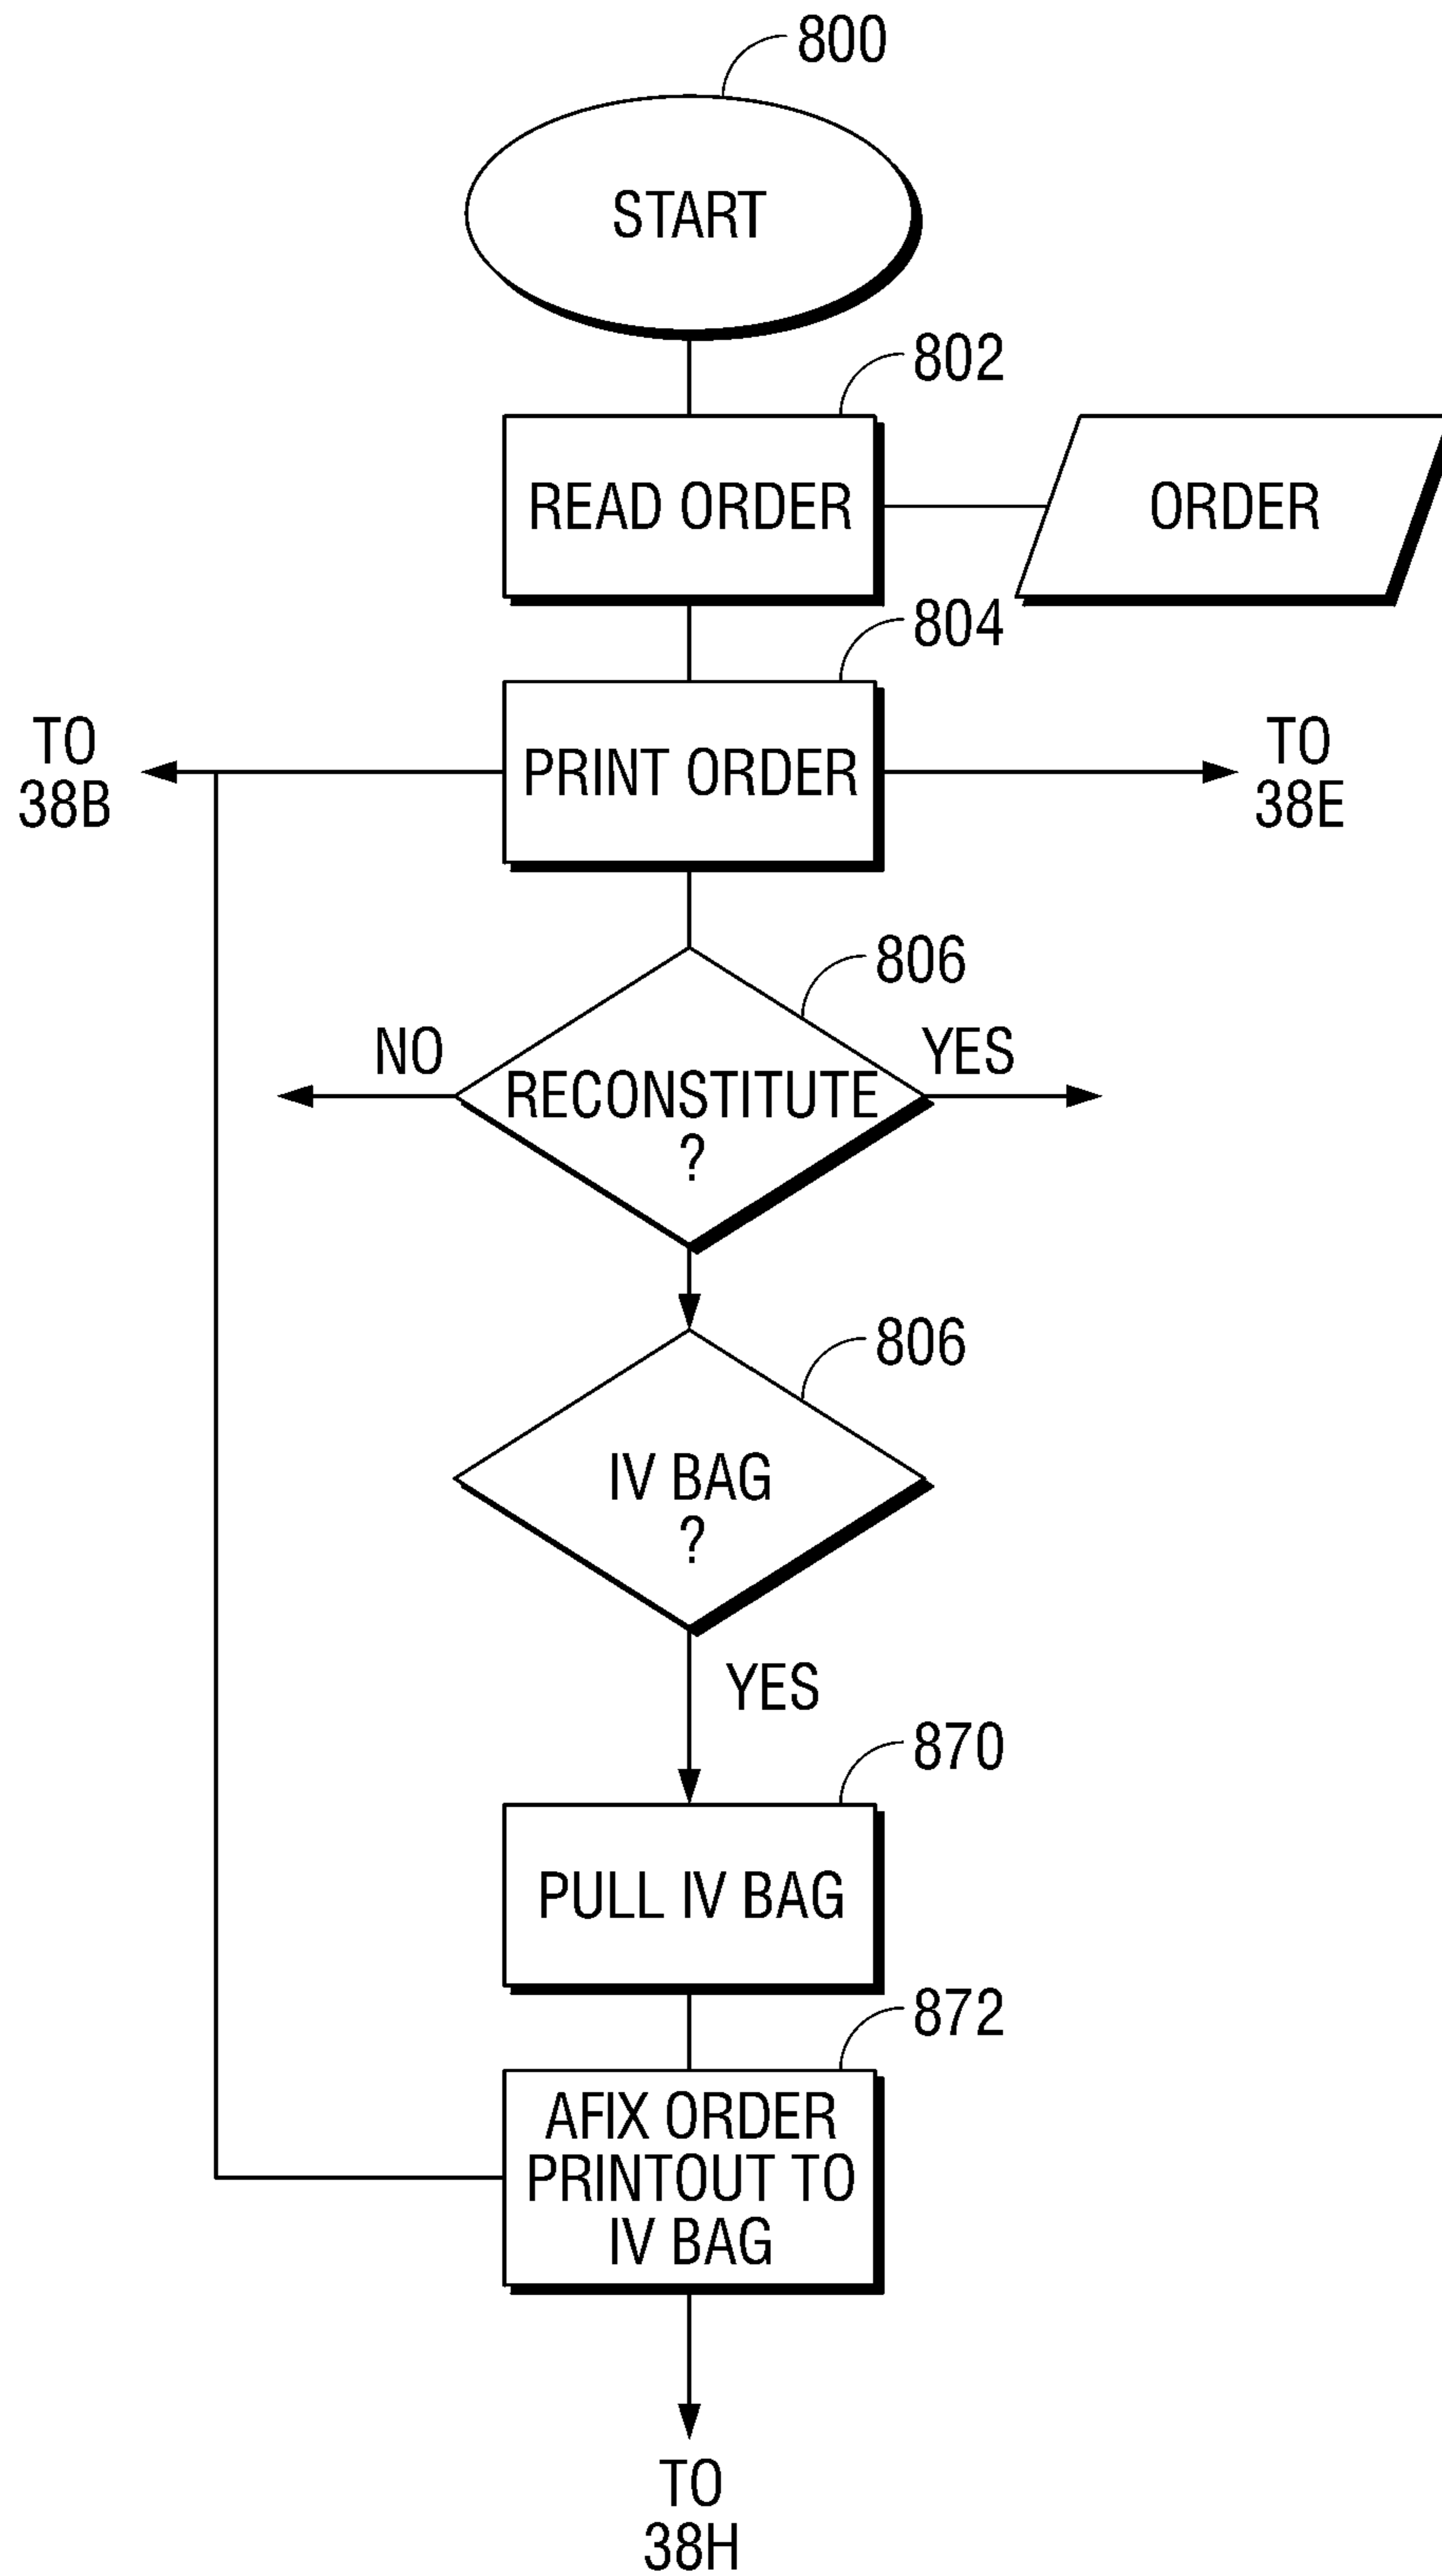 800
START
802
READ ORDER
ORDER
804
TO
38B
PRINT ORDER
TO
38E
806
NO
YES
RECONSTITUTE
?
806
IV BAG
?
YES
870
PULL IV BAG
872
AFIX ORDER
PRINTOUT TO
IV BAG
TO
38H